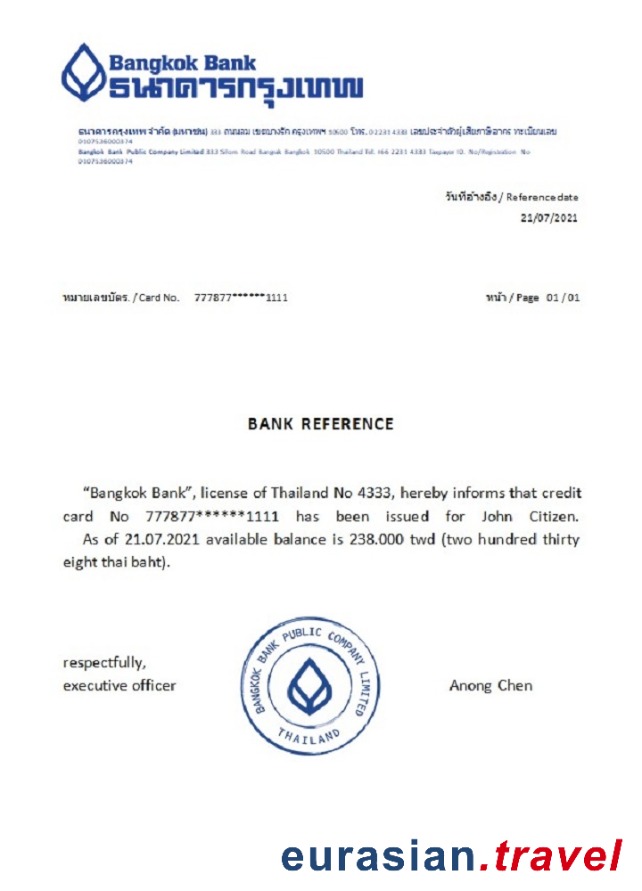 Bangkok Bank
ธนาคารกรุงเทพ
ธนาคารกรุงเทพ จำกัด (มหาชน) 333 ถนนสีลม เขตบางรัก กรุงเทพฯ 10500 โทร. 0 2231 4333 เลขประจำตัวผู้เสียภาษีอากร ทะเบียนเลข
0107536000374
Bangkok Bank Public Company Limited 333 Silom Road Bangrak Bangkok 10500 Thailand Tel. +66 2231 4333 Taxpayer ID. No/Registration No
0107536000374
วันที่อ้างอิง / Reference date
21/07/2021
หมายเลขบัตร. / Card No. 777877******1111
หน้า / Page 01 / 01
BANK REFERENCE
“Bangkok Bank”, license of Thailand No 4333, hereby informs that credit
card No 777877******1111 has been issued for John Citizen.
As of 21.07.2021 available balance is 238.000 twd (two hundred thirty
eight thai baht).
respectfully,
executive officer
BANGKOK BANK PUBLIC COMPANY LIMITED
THAILAND
Anong Chen
eurasian.travel